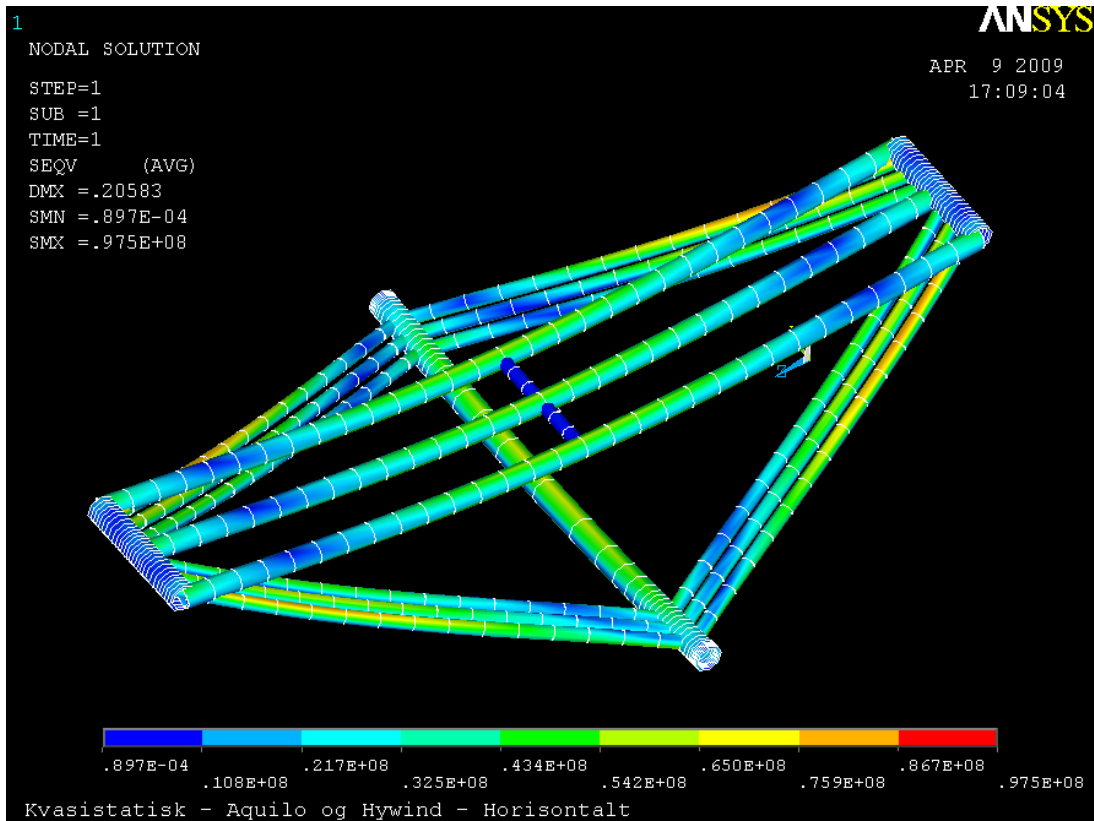 1
ANSYS
NODAL SOLUTION
APR 9 2009
17:09:04
STEP=1
SUB =1
TIME=1
SEQV (AVG)
DMX =.20583
SMN =.897E-04
SMX =.975E+08
Z
.897E-04 .217E+08 .434E+08 .650E+08 .867E+08
.108E+08 .325E+08 .542E+08 .759E+08 .975E+08
Kvasistatisk - Aquilo og Hywind - Horisontalt